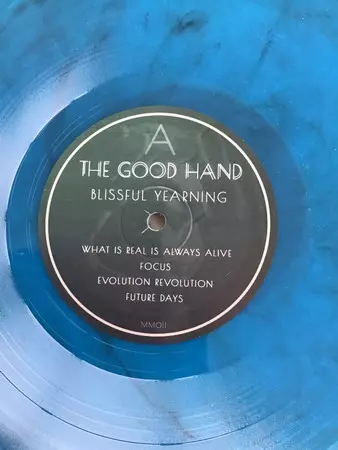 A
THE GOOD HAND
BLISSFUL YEARNING
WHAT IS REAL IS ALWAYS ALIVE
FOCUS
EVOLUTION REVOLUTION
FUTURE DAYS
MM011